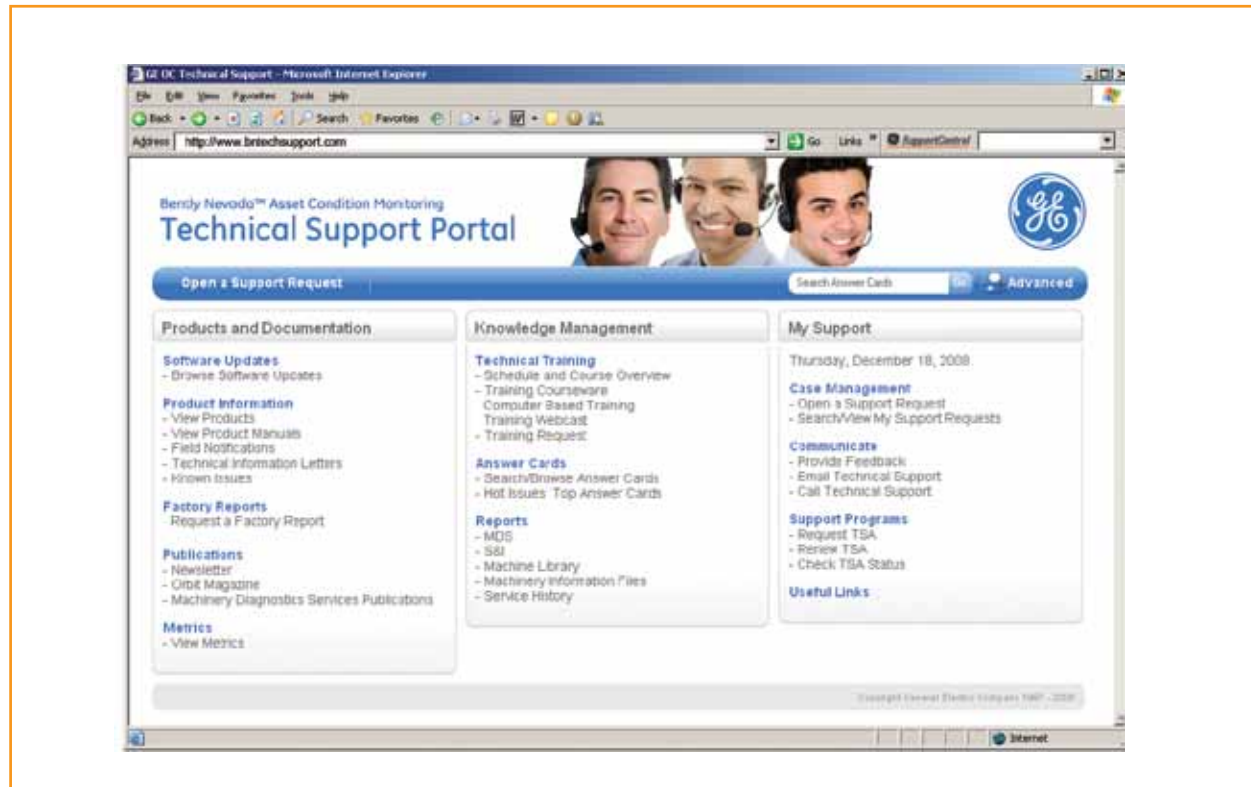 GE OC Technical Support - Microsoft Internet Explorer
File Edit View Favorites Tools Help
Back Search Favorites
Address http://www.bntechsupport.com Go Links SupportCentral
Bently Nevada™ Asset Condition Monitoring
Technical Support Portal
GE
Open a Support Request
Search Answer Cards Go Advanced
Products and Documentation
Software Updates
- Browse Software Updates
Product Information
- View Products
- View Product Manuals
- Field Notifications
- Technical Information Letters
- Known Issues
Factory Reports
Request a Factory Report
Publications
- Newsletter
- Orbit Magazine
- Machinery Diagnostics Services Publications
Metrics
- View Metrics
Knowledge Management
Technical Training
- Schedule and Course Overview
- Training Courseware
Computer Based Training
Training Webcast
- Training Request
Answer Cards
- Search/Browse Answer Cards
- Hot Issues Top Answer Cards
Reports
- MDS
- S&I
- Machine Library
- Machinery Information Files
- Service History
My Support
Thursday, December 18, 2008
Case Management
- Open a Support Request
- Search/View My Support Requests
Communicate
- Provide Feedback
- Email Technical Support
- Call Technical Support
Support Programs
- Request TSA
- Renew TSA
- Check TSA Status
Useful Links
Copyright General Electric Company 1997 - 2008
Internet